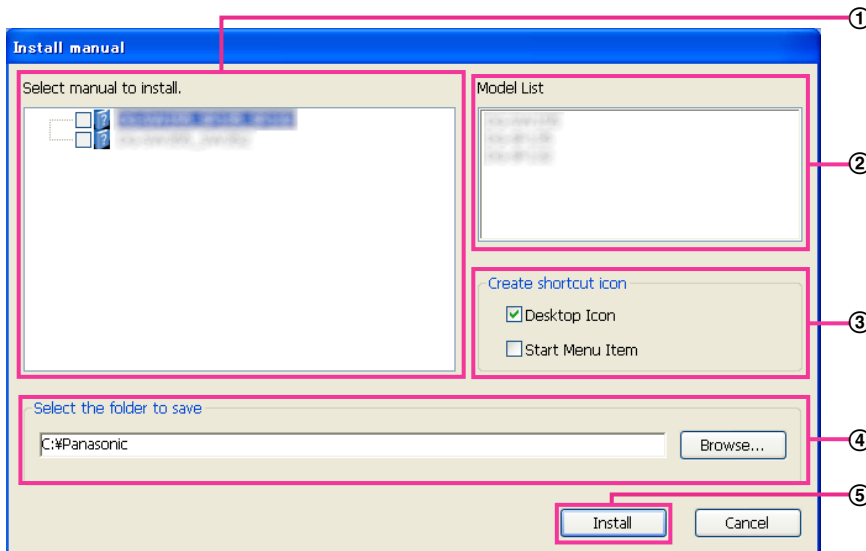 ①
Install manual
Select manual to install.
Model List
②
Create shortcut icon
Desktop Icon
③
Start Menu Item
Select the folder to save
C:¥Panasonic
Browse...
④
⑤
Install
Cancel